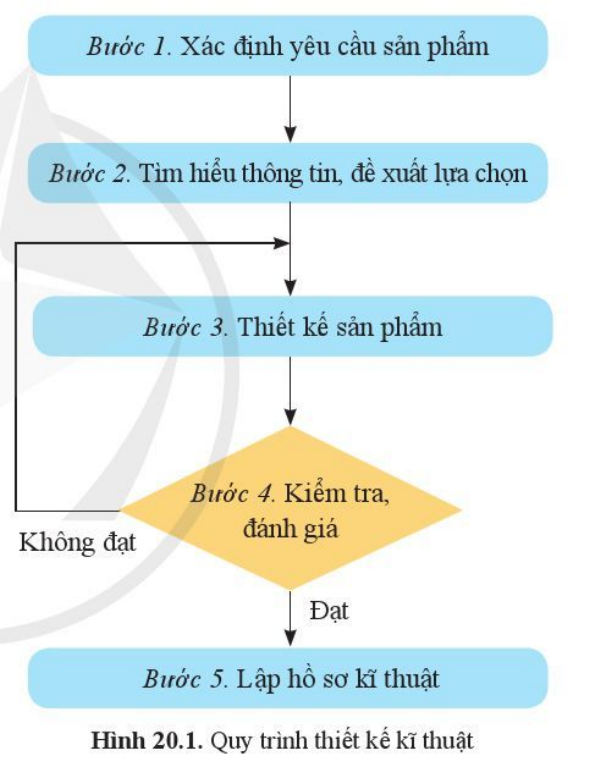 Bước 1. Xác định yêu cầu sản phẩm
Bước 2. Tìm hiểu thông tin, đề xuất lựa chọn
Bước 3. Thiết kế sản phẩm
Bước 4. Kiểm tra,
đánh giá
Không đạt
Đạt
Bước 5. Lập hồ sơ kĩ thuật
Hình 20.1. Quy trình thiết kế kĩ thuật